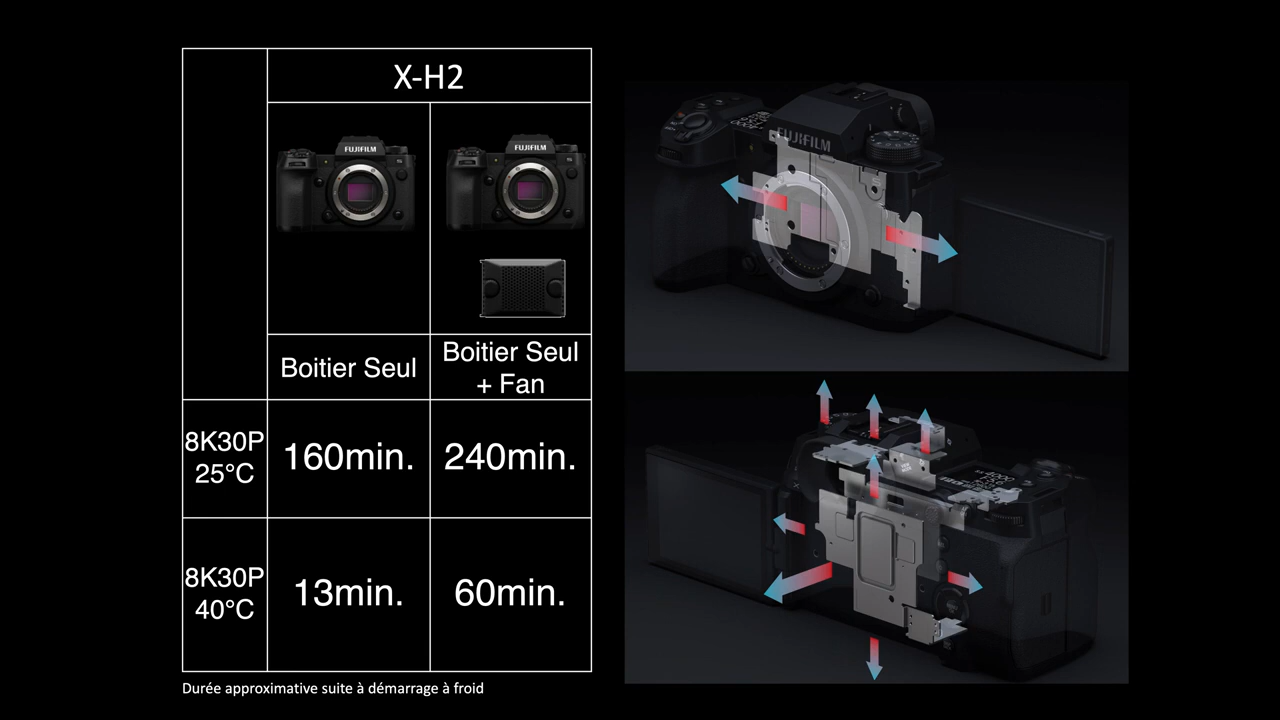 X-H2
FUJIFILM
FUJIFILM
Boitier Seul
Boitier Seul
+ Fan
8K30P
25°C
160min.
240min.
8K30P
40°C
13min.
60min.
Durée approximative suite à démarrage à froid
FUJIFILM